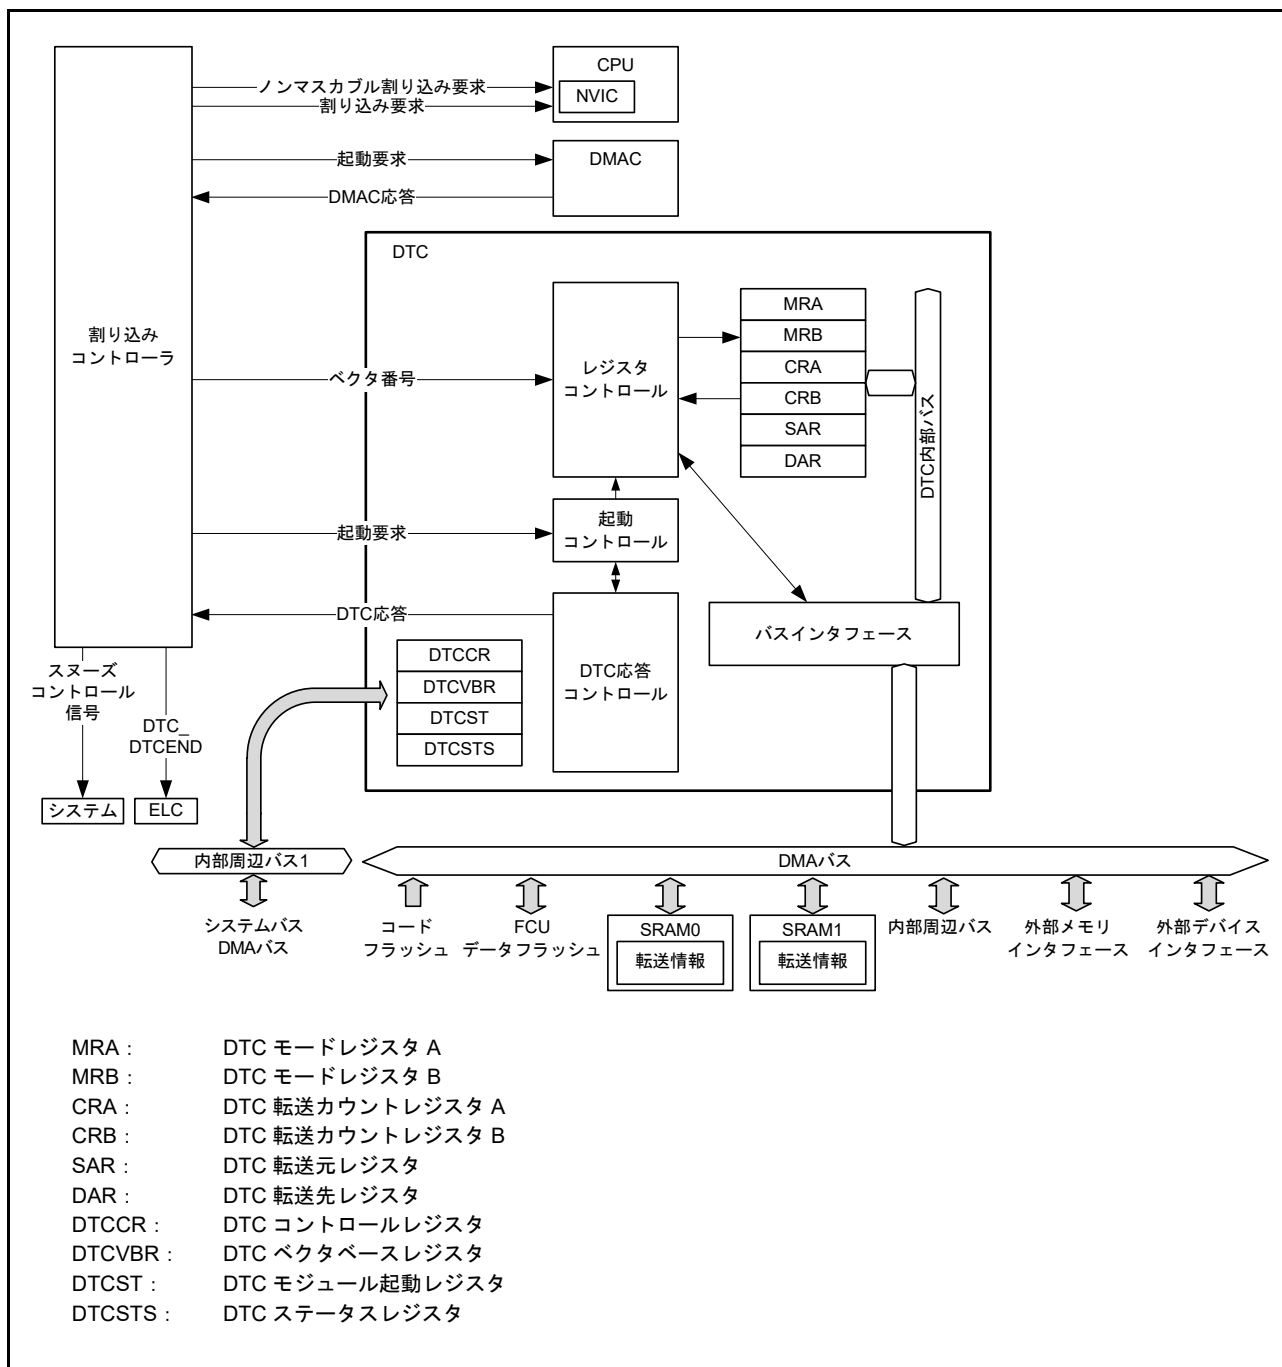 CPU
NVIC
ノンマスカブル割り込み要求
割り込み要求
起動要求
DMAC
DMAC応答
DTC
割り込み
コントローラ
ベクタ番号
レジスタ
コントロール
MRA
MRB
CRA
CRB
SAR
DAR
DTC内部バス
起動要求
起動
コントロール
DTC応答
バスインタフェース
DTC応答
コントロール
DTCCR
DTCVBR
DTCST
DTCSTS
スヌーズ
コントロール
信号
DTC_
DTCEND
システム
ELC
内部周辺バス1
DMAバス
システムバス
DMAバス
コード
フラッシュ
FCU
データフラッシュ
SRAM0
転送情報
SRAM1
転送情報
内部周辺バス
外部メモリ
インタフェース
外部デバイス
インタフェース
MRA : DTC モードレジスタ A
MRB : DTC モードレジスタ B
CRA : DTC 転送カウントレジスタ A
CRB : DTC 転送カウントレジスタ B
SAR : DTC 転送元レジスタ
DAR : DTC 転送先レジスタ
DTCCR : DTC コントロールレジスタ
DTCVBR : DTC ベクタベースレジスタ
DTCST : DTC モジュール起動レジスタ
DTCSTS : DTC ステータスレジスタ